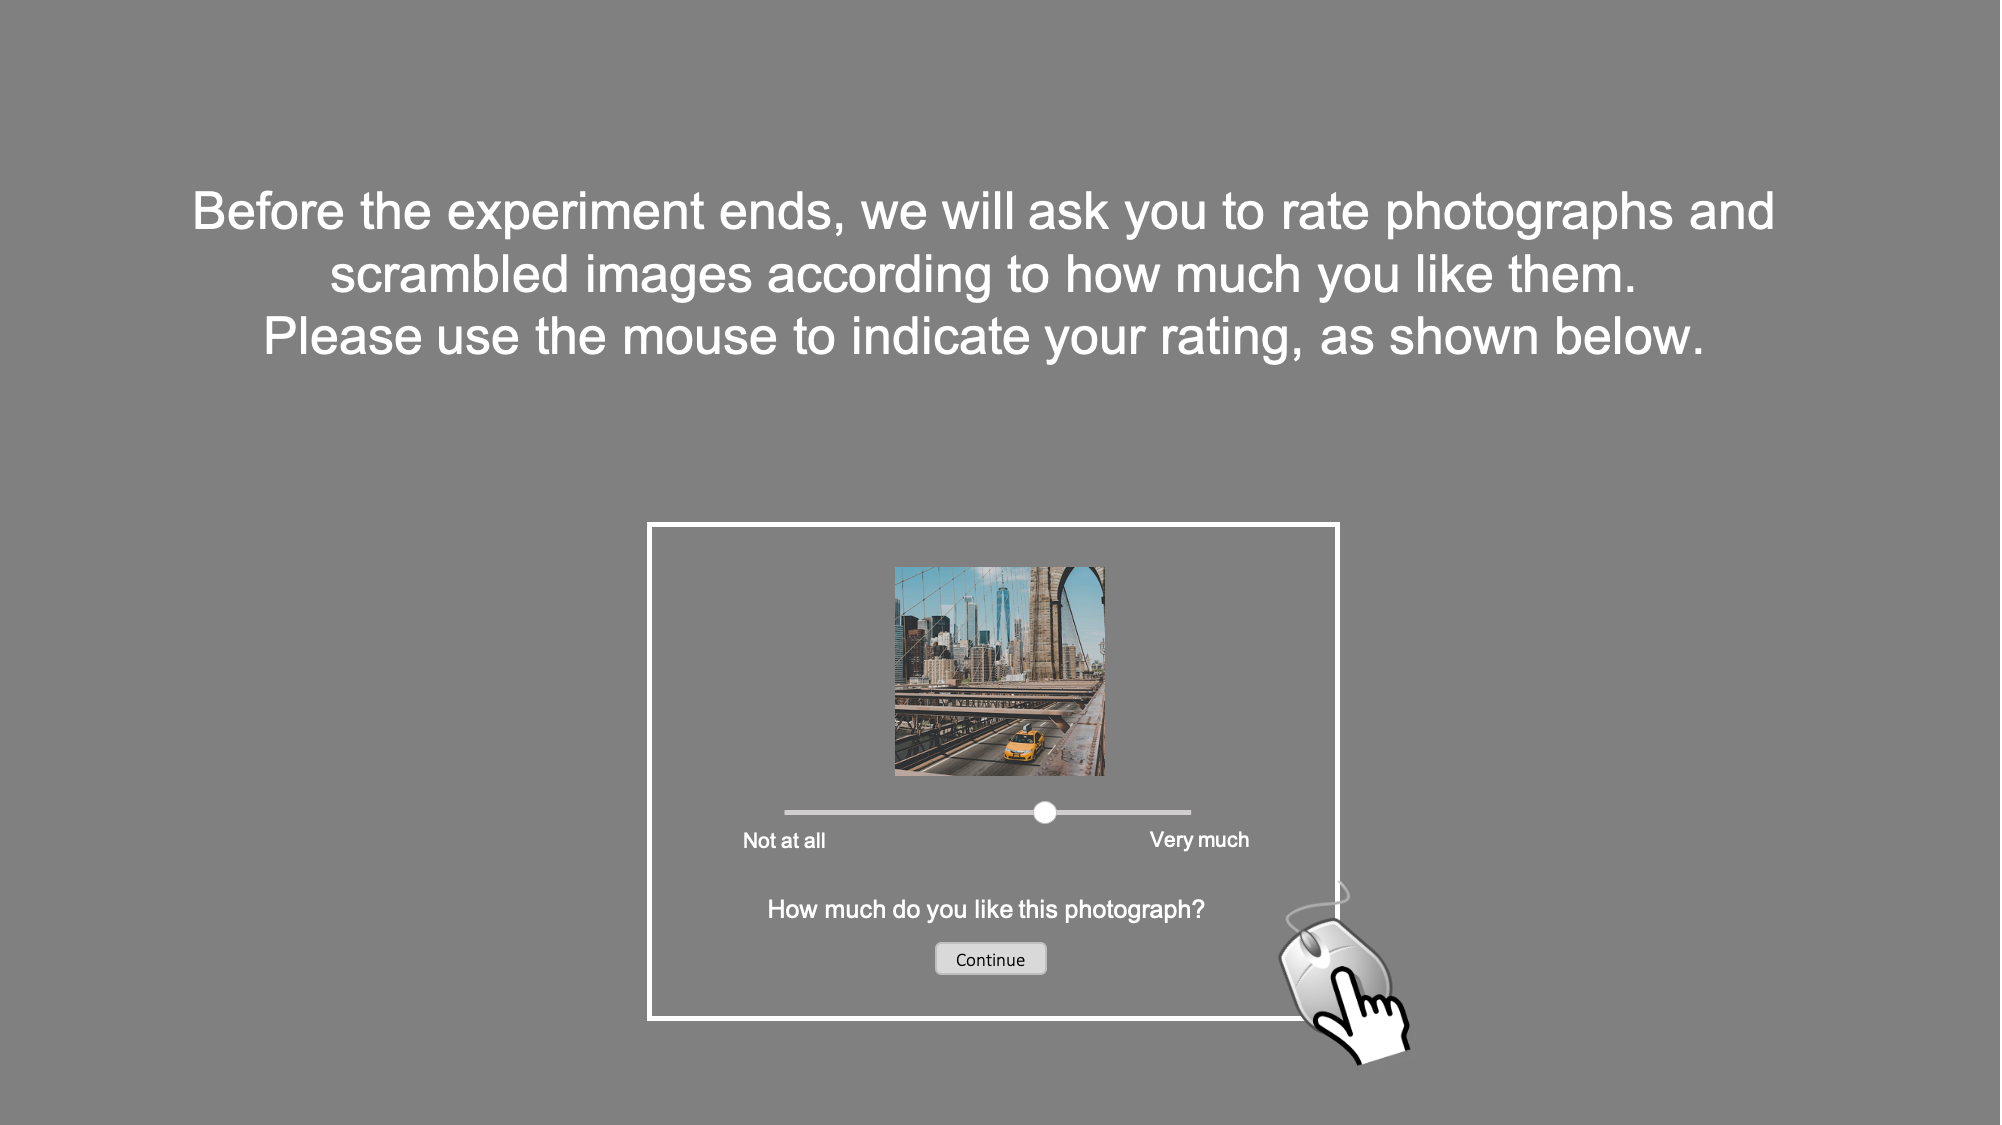 Before the experiment ends, we will ask you to rate photographs and
scrambled images according to how much you like them.
Please use the mouse to indicate your rating, as shown below.
Not at all
Very much
How much do you like this photograph?
Continue